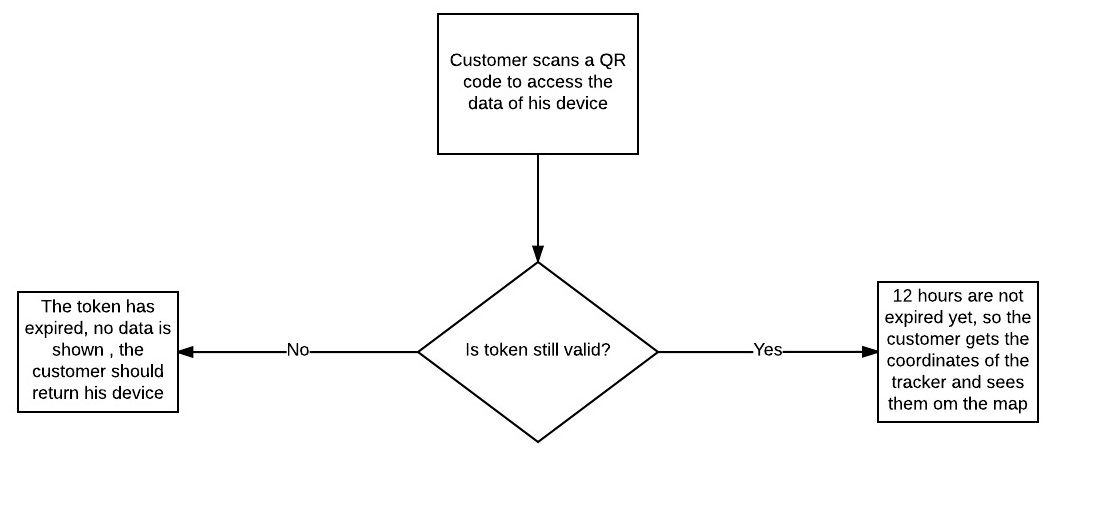 Customer scans a QR
code to access the
data of his device
The token has
expired, no data is
shown , the
customer should
return his device
No
Is token still valid?
Yes
12 hours are not
expired yet, so the
customer gets the
coordinates of the
tracker and sees
them om the map